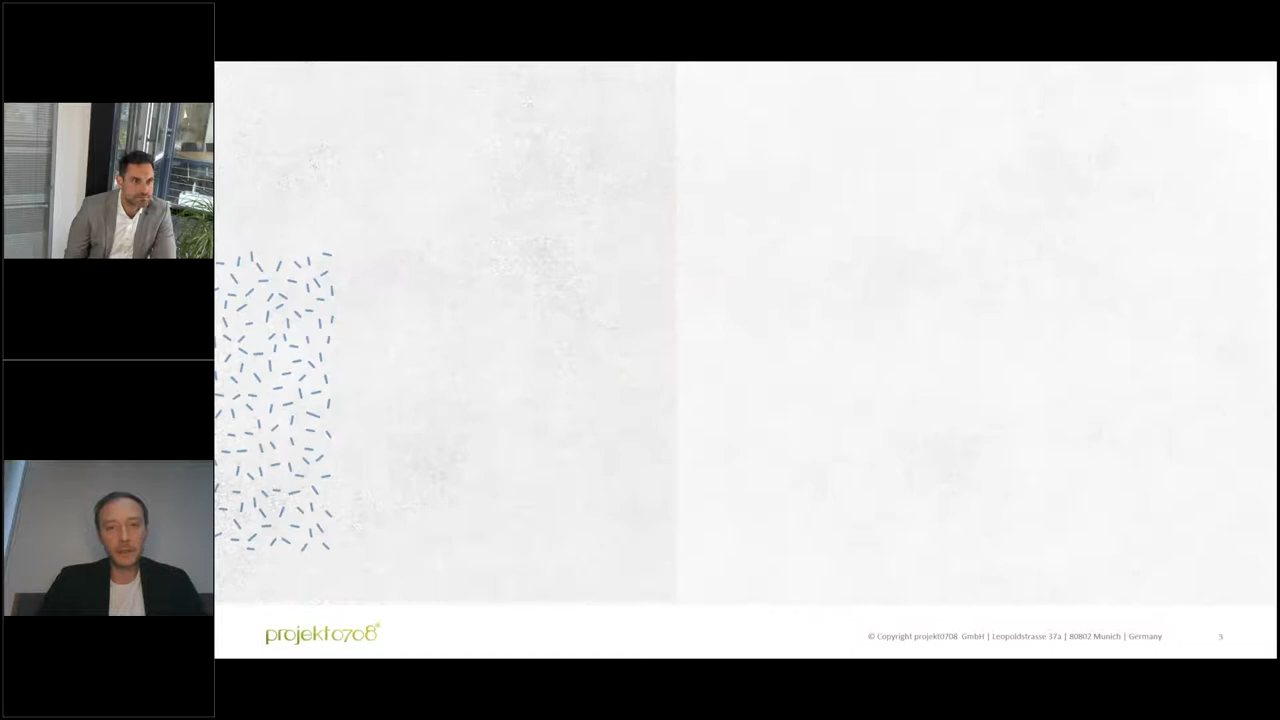 projekt0708®
© Copyright projekt0708 GmbH | Leopoldstrasse 37a | 80802 Munich | Germany
3